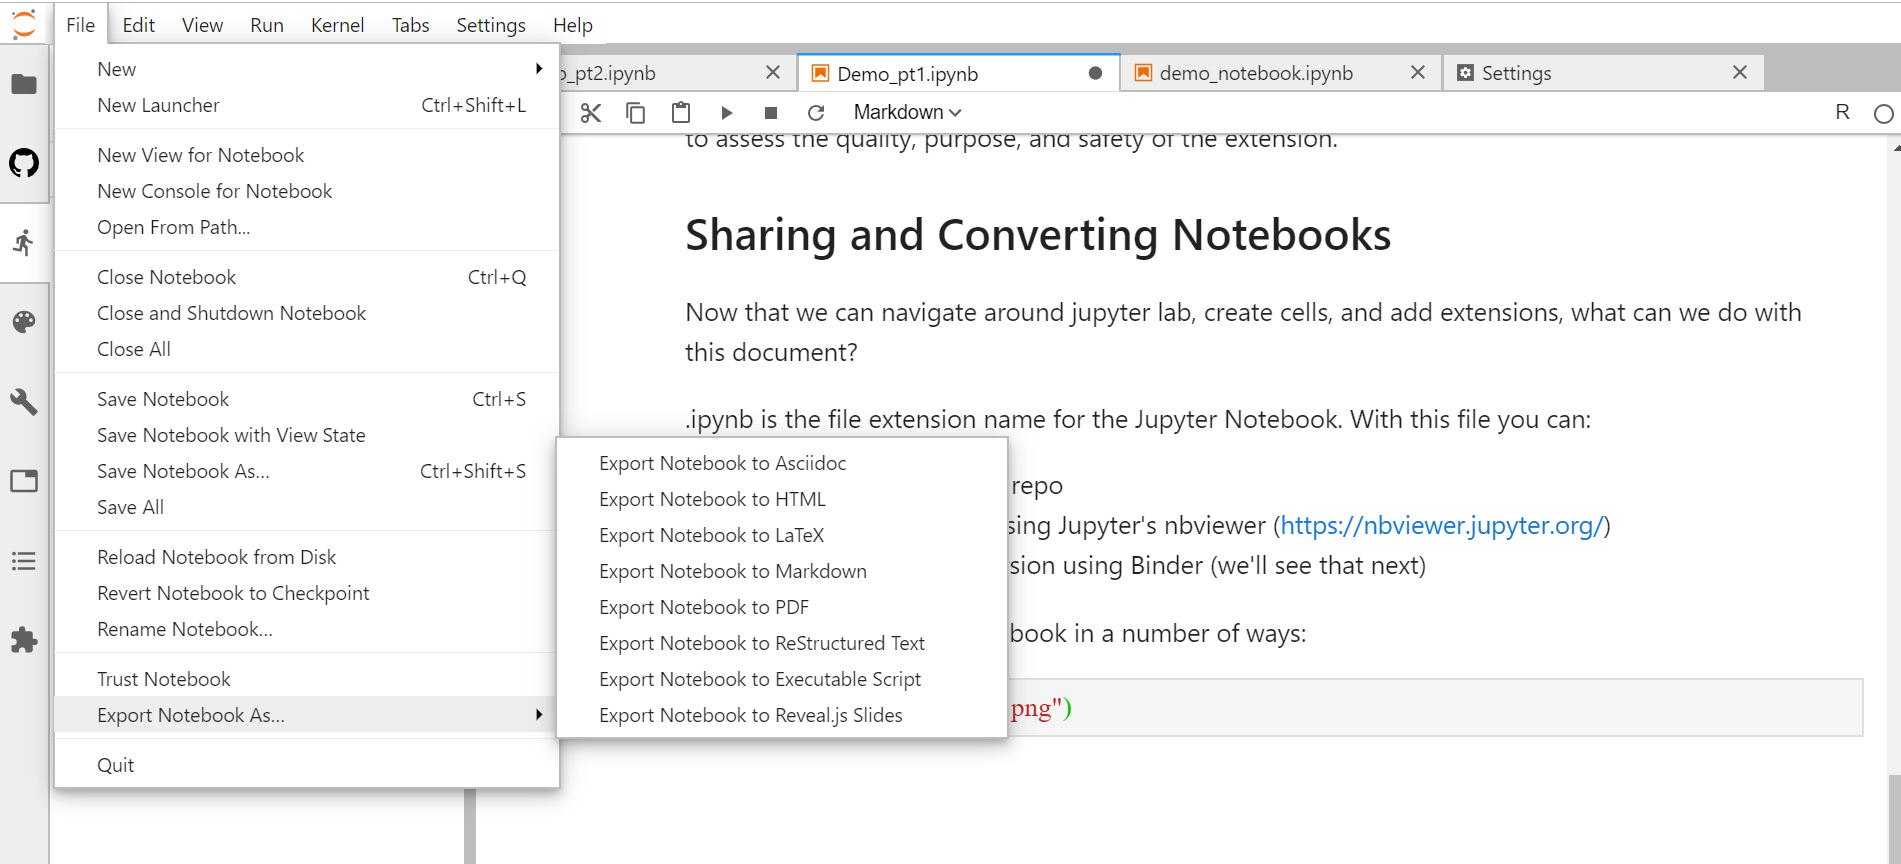 File Edit View Run Kernel Tabs Settings Help
New
New Launcher Ctrl+Shift+L
New View for Notebook
New Console for Notebook
Open From Path...
Close Notebook Ctrl+Q
Close and Shutdown Notebook
Close All
Save Notebook Ctrl+S
Save Notebook with View State
Save Notebook As... Ctrl+Shift+S
Save All
Reload Notebook from Disk
Revert Notebook to Checkpoint
Rename Notebook...
Trust Notebook
Export Notebook As...
Quit
Export Notebook to Asciidoc
Export Notebook to HTML
Export Notebook to LaTeX
Export Notebook to Markdown
Export Notebook to PDF
Export Notebook to ReStructured Text
Export Notebook to Executable Script
Export Notebook to Reveal.js Slides
_pt2.ipynb
Demo_pt1.ipynb
demo_notebook.ipynb
Settings
Markdown
R
to assess the quality, purpose, and safety of the extension.
Sharing and Converting Notebooks
Now that we can navigate around jupyter lab, create cells, and add extensions, what can we do with
this document?
.ipynb is the file extension name for the Jupyter Notebook. With this file you can:
repo
sing Jupyter's nbviewer (https://nbviewer.jupyter.org/)
sion using Binder (we'll see that next)
book in a number of ways:
png")